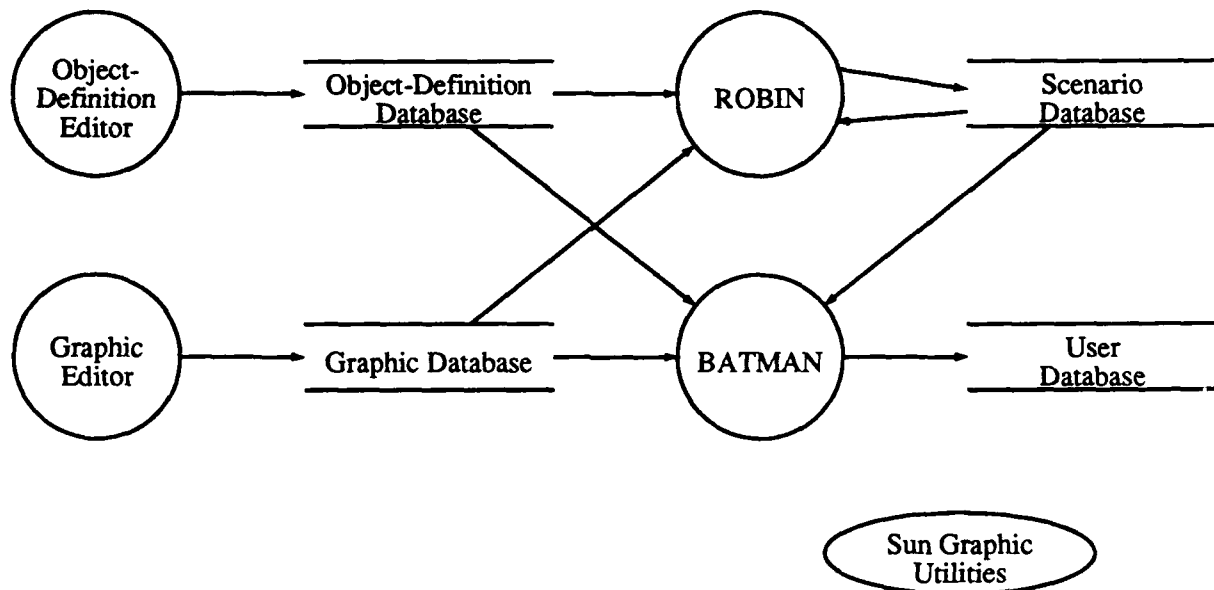 Object-
Definition
Editor
Object-Definition
Database
ROBIN
Scenario
Database
Graphic
Editor
Graphic Database
BATMAN
User
Database
Sun Graphic
Utilities